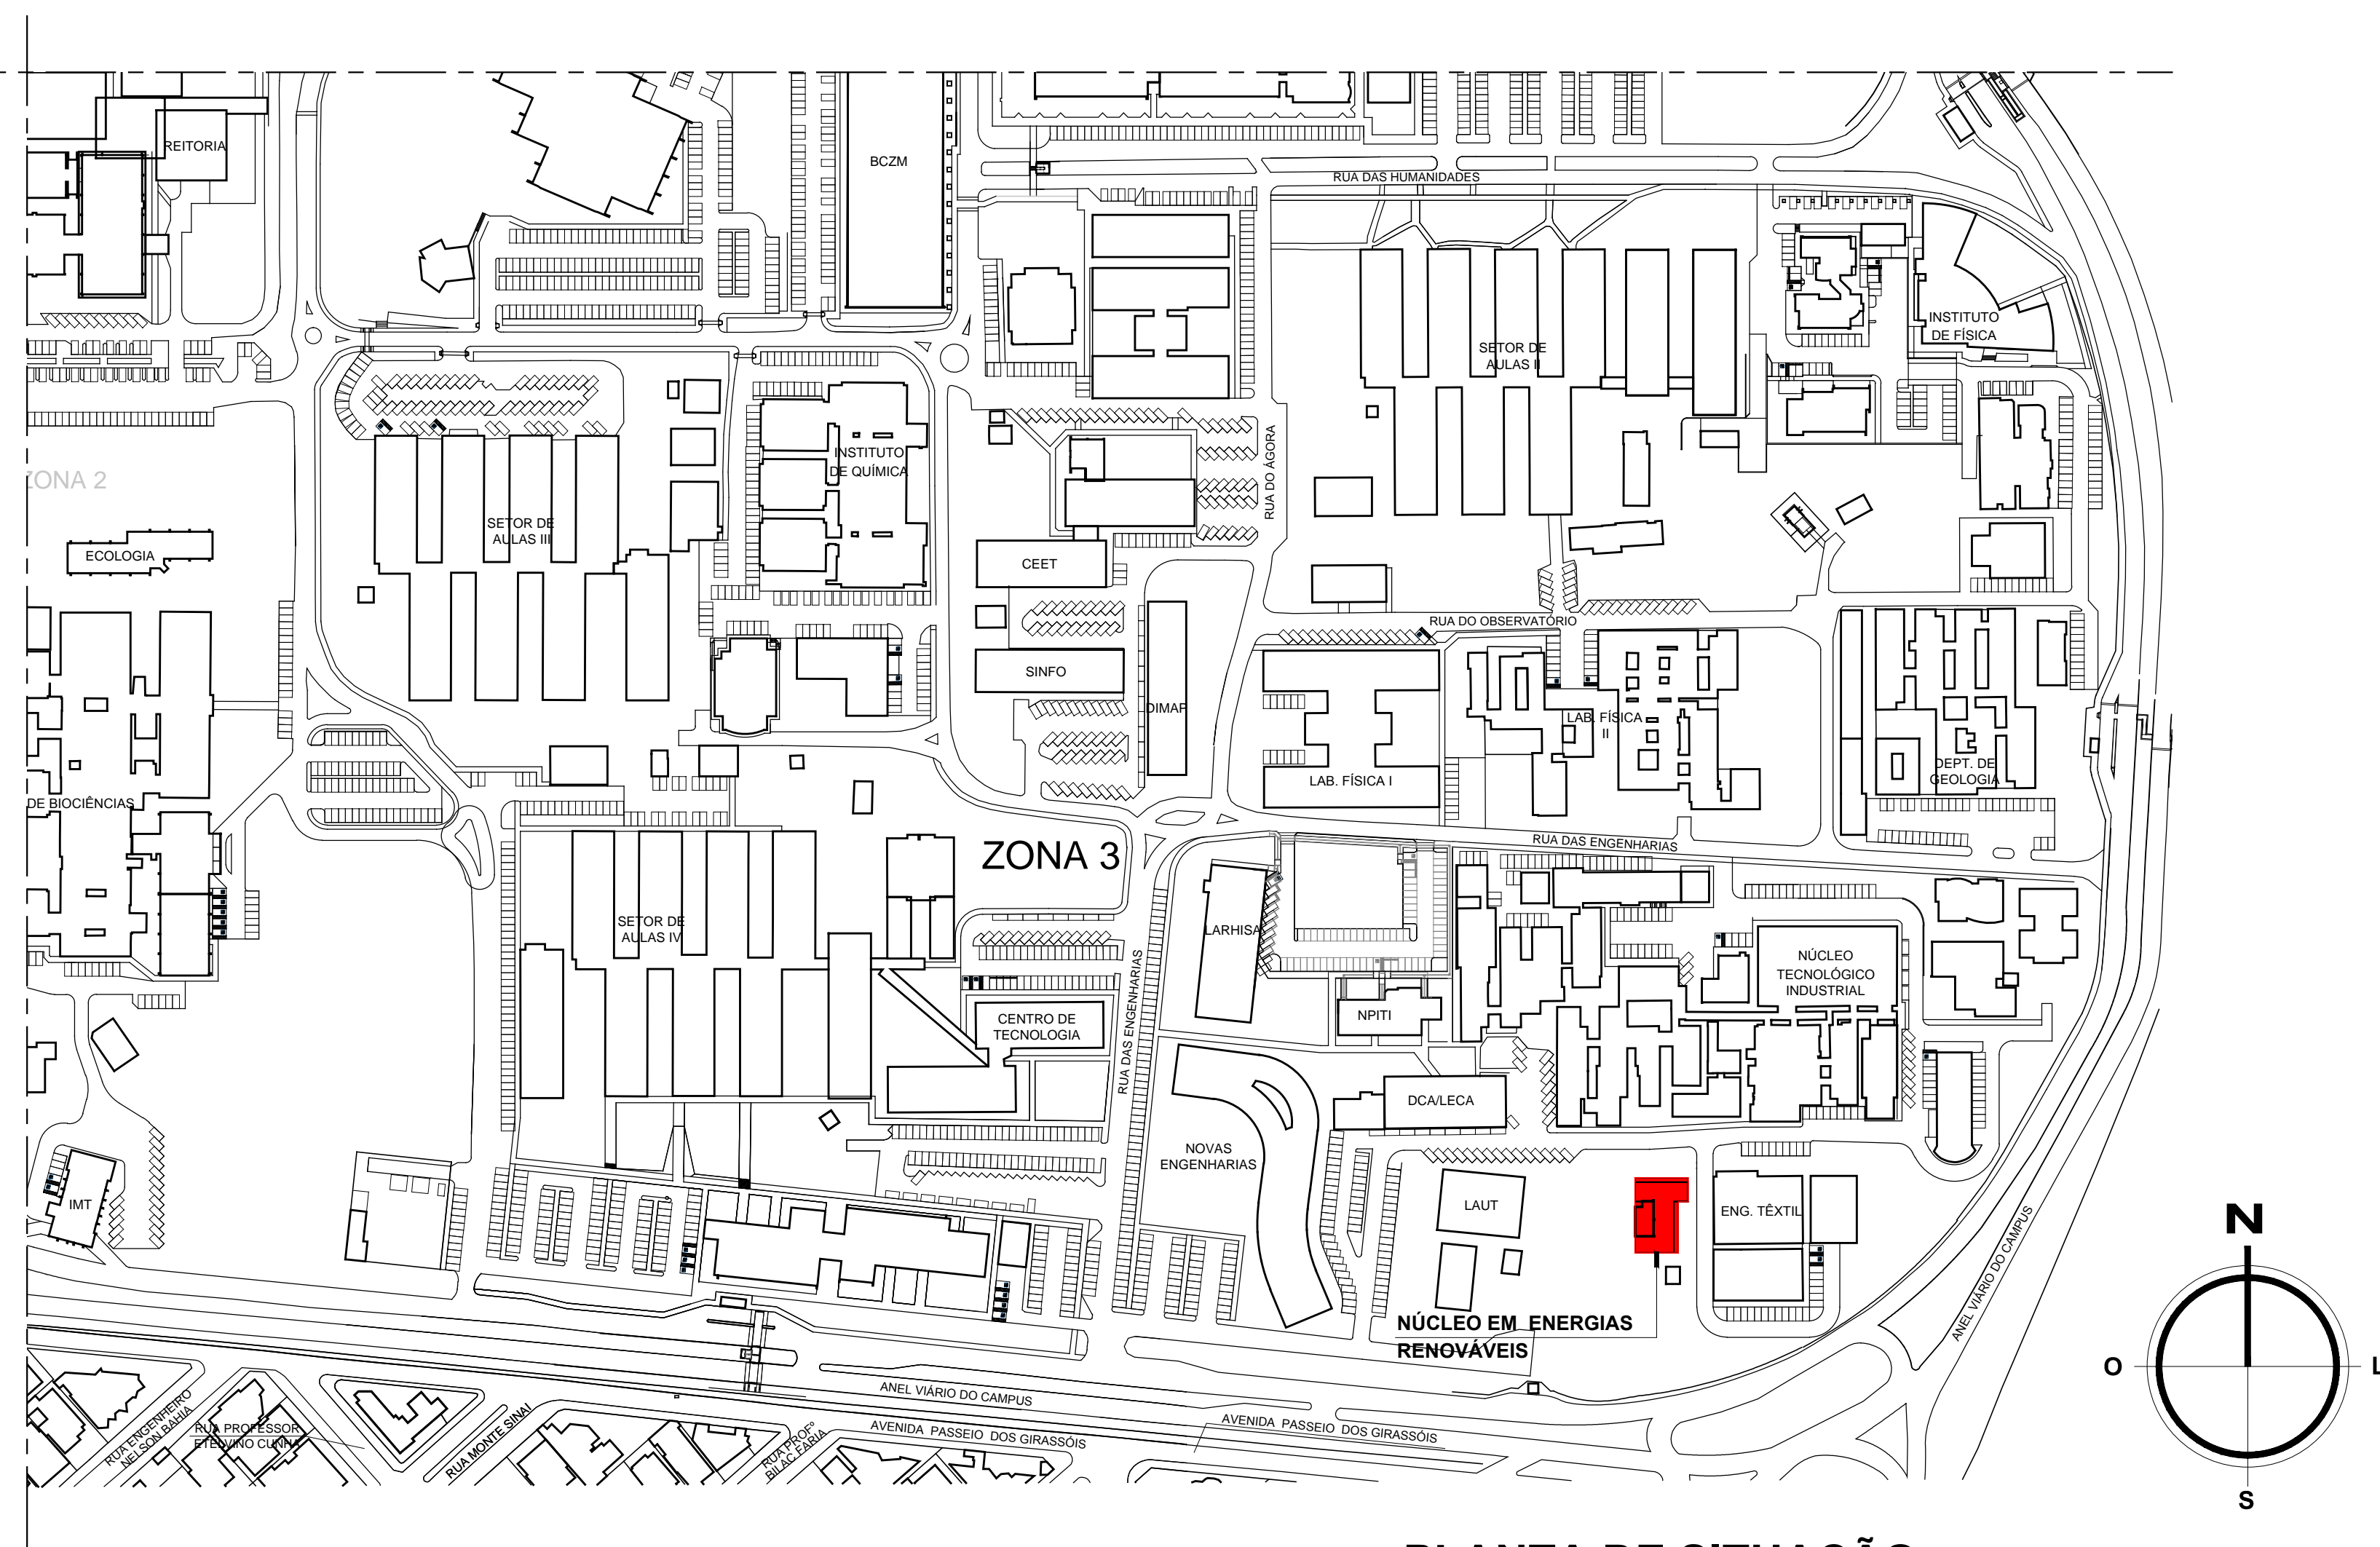 REITORIA
BCZM
RUA DAS HUMANIDADES
INSTITUTO
DE FÍSICA
SETOR DE
AULAS II
RUA DO ÁGORA
INSTITUTO
DE QUÍMICA
ZONA 2
SETOR DE
AULAS III
ECOLOGIA
CEET
RUA DO OBSERVATÓRIO
SINFO
DIMAP
LAB. FÍSICA
II
LAB. FÍSICA I
DEPT. DE
GEOLOGIA
DE BIOCIÊNCIAS
RUA DAS ENGENHARIAS
ZONA 3
SETOR DE
AULAS IV
LARHISA
NÚCLEO
TECNOLÓGICO
INDUSTRIAL
CENTRO DE
TECNOLOGIA
NPITI
RUA DAS ENGENHARIAS
DCA/LECA
NOVAS
ENGENHARIAS
IMT
LAUT
ENG. TÊXTIL
N
ANEL VIÁRIO DO CAMPUS
NÚCLEO EM ENERGIAS
RENOVÁVEIS
O
L
S
ANEL VIÁRIO DO CAMPUS
AVENIDA PASSEIO DOS GIRASSÓIS
AVENIDA PASSEIO DOS GIRASSÓIS
RUA ENGENHEIRO
NELSON BAHIA
RUA PROFESSOR
ETELVINO CUNHA
RUA MONTE SINAI
RUA PROFº
BILAC FARIA
PLANTA DE SITUAÇÃO